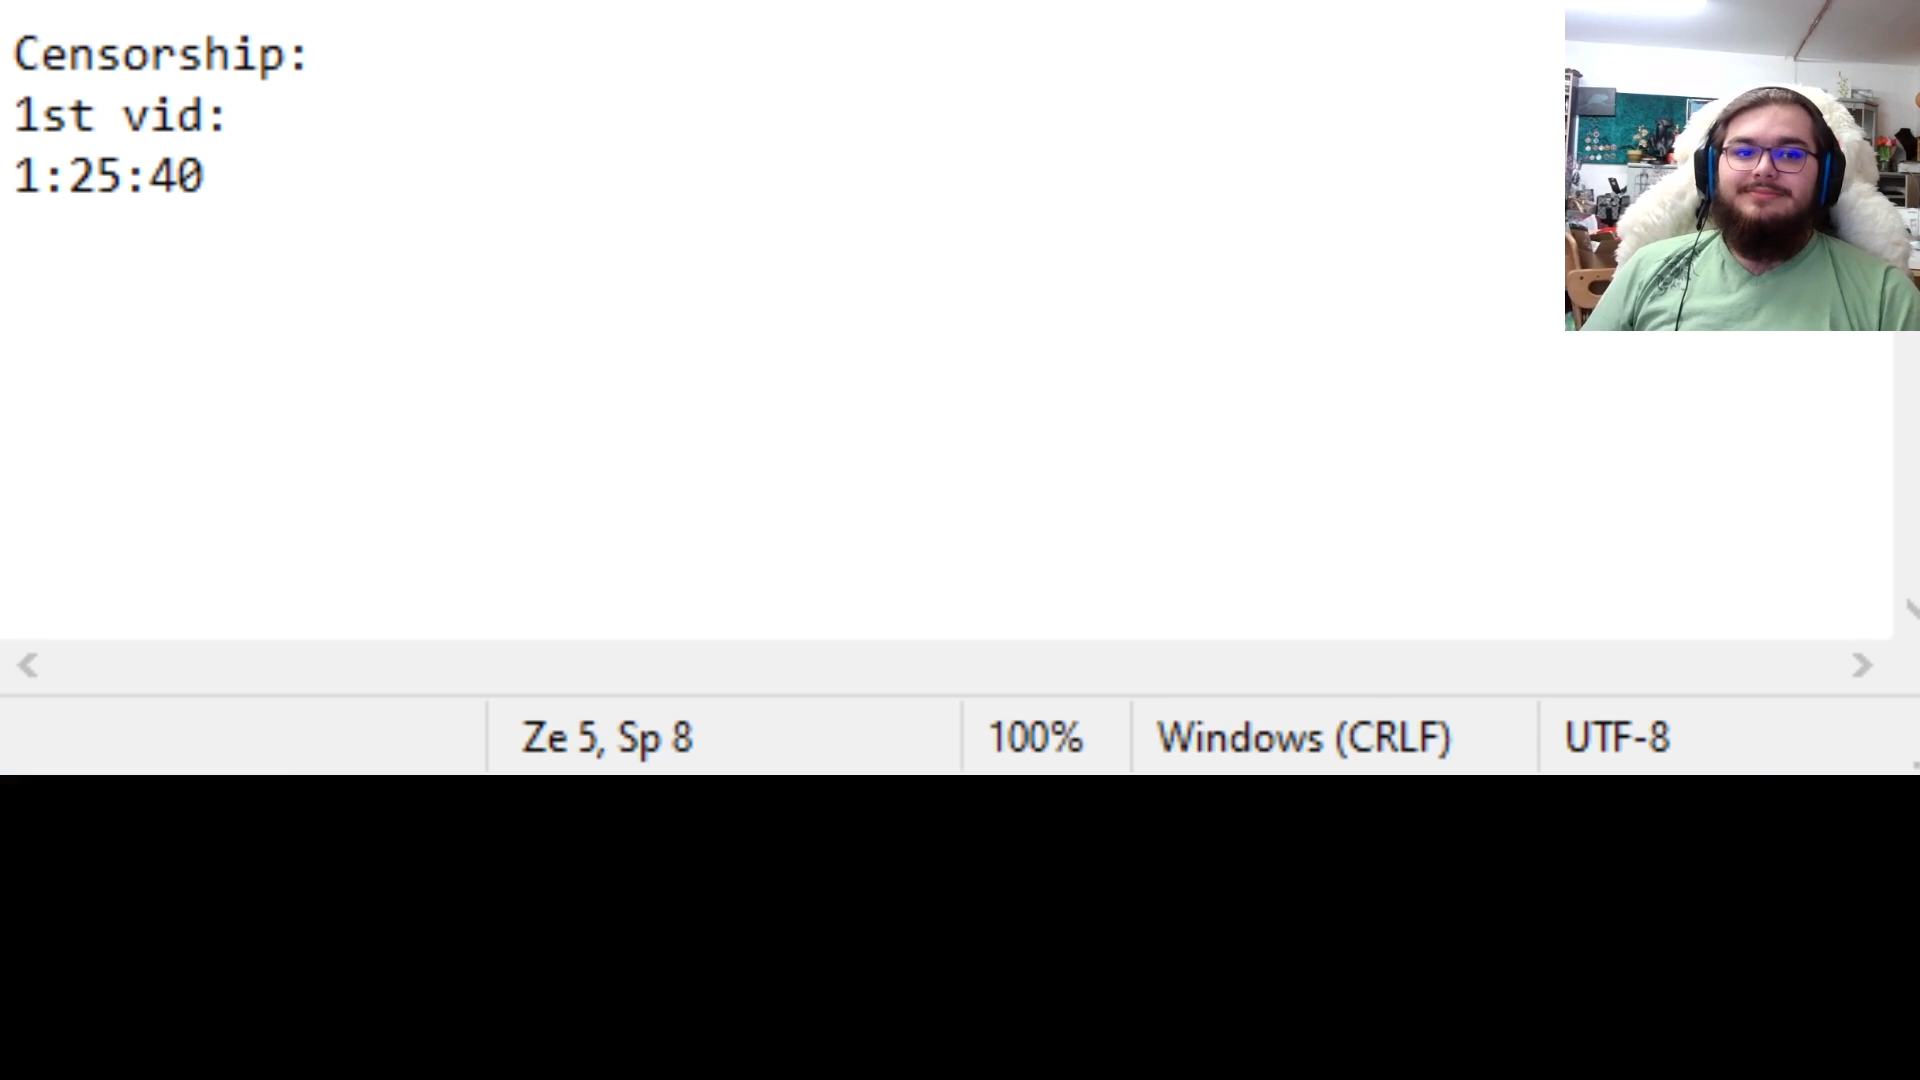 Censorship:
1st vid:
1:25:40
Ze 5, Sp 8
100%
Windows (CRLF)
UTF-8